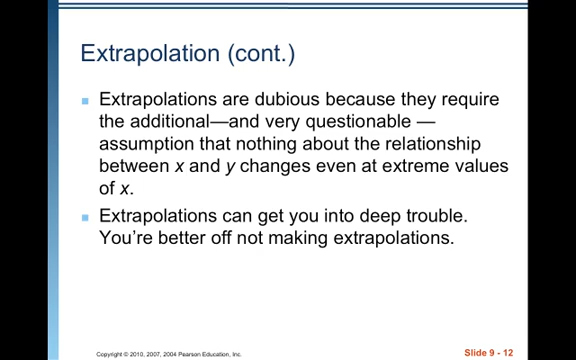 Extrapolation (cont.)
Extrapolations are dubious because they require
the additional—and very questionable —
assumption that nothing about the relationship
between x and y changes even at extreme values
of x.
Extrapolations can get you into deep trouble.
You’re better off not making extrapolations.
Copyright © 2010, 2007, 2004 Pearson Education, Inc.
Slide 9 - 12